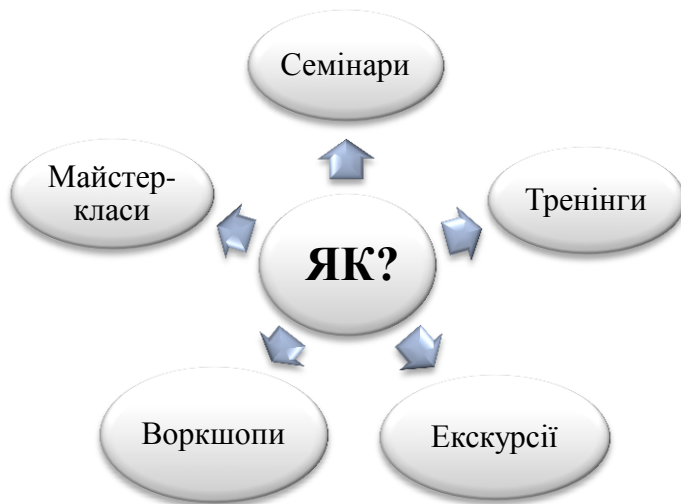 Семінари
Майстер-
класи
Тренінги
ЯК?
Воркшопи
Екскурсії